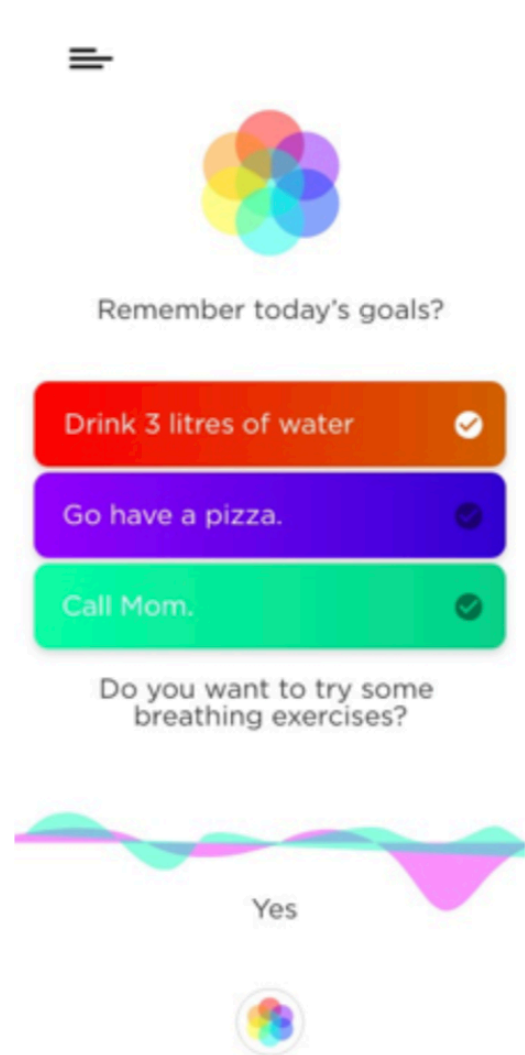 Remember today's goals?
Drink 3 litres of water
Go have a pizza.
Call Mom.
Do you want to try some
breathing exercises?
Yes